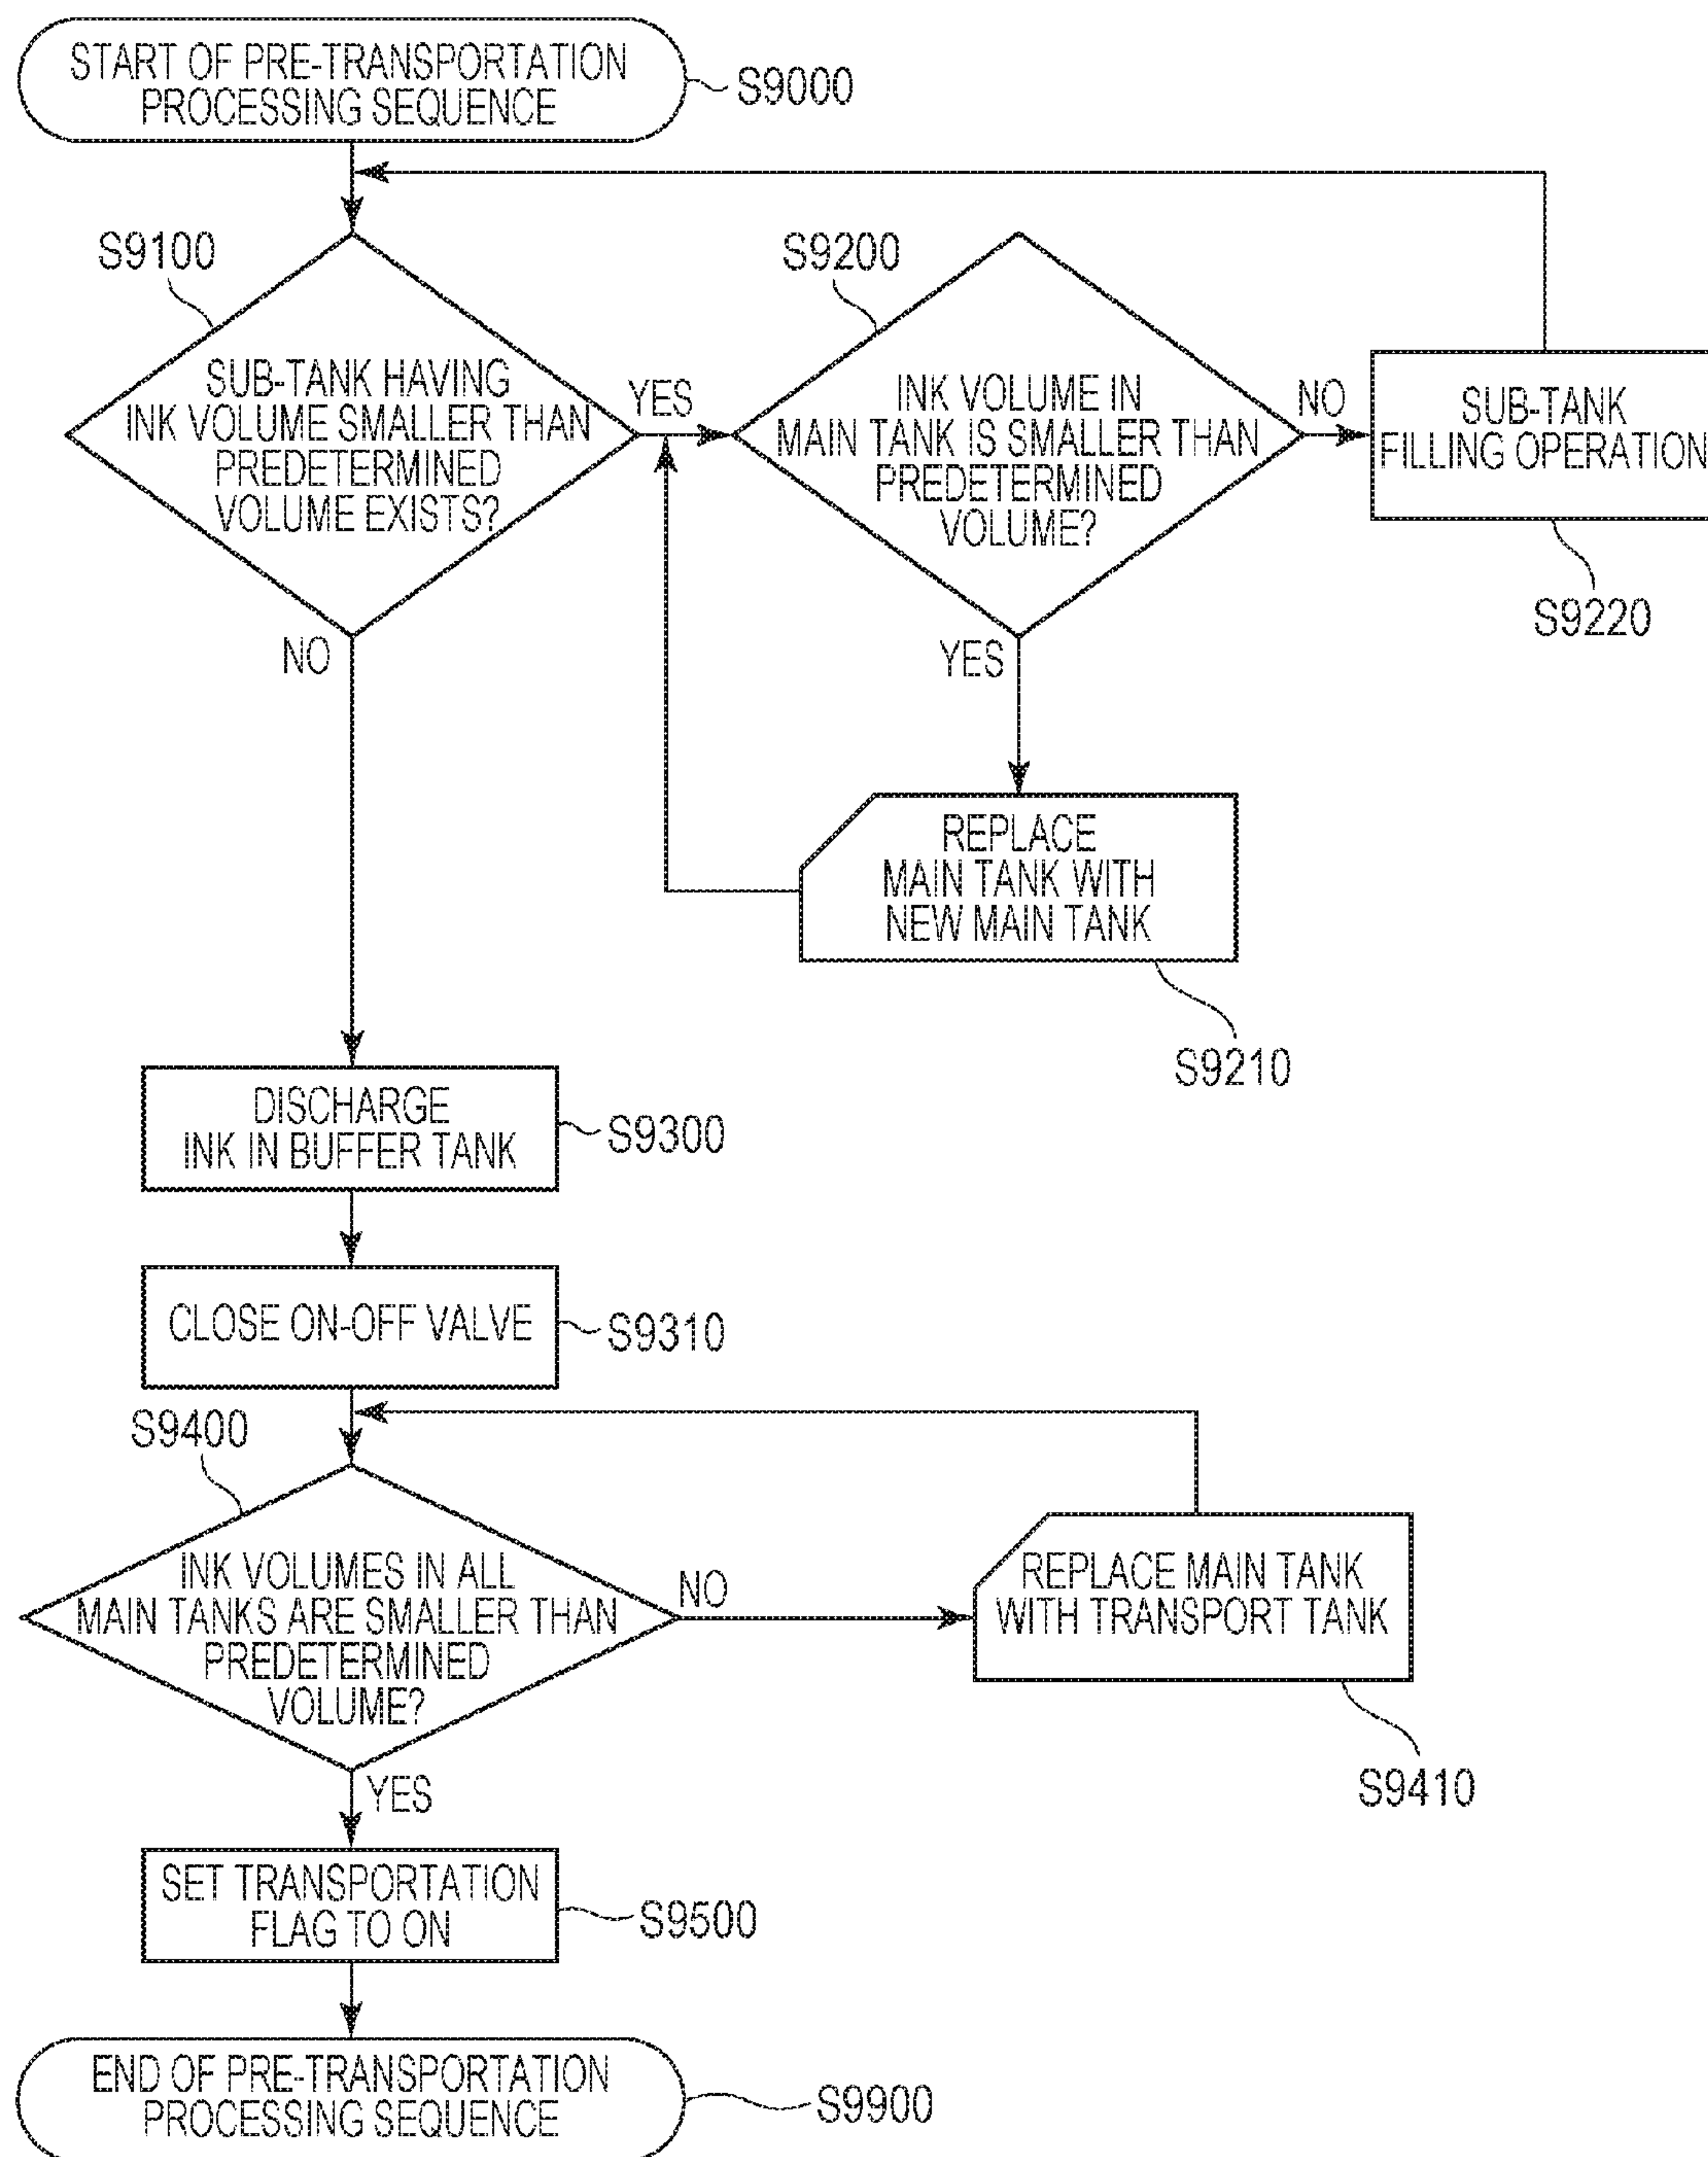 START OF PRE-TRANSPORTATION
PROCESSING SEQUENCE
S9000
S9100
SUB-TANK HAVING
INK VOLUME SMALLER THAN
PREDETERMINED
VOLUME EXISTS?
YES
NO
S9200
INK VOLUME IN
MAIN TANK IS SMALLER THAN
PREDETERMINED
VOLUME?
NO
YES
SUB-TANK
FILLING OPERATION
S9220
REPLACE
MAIN TANK WITH
NEW MAIN TANK
S9210
DISCHARGE
INK IN BUFFER TANK
S9300
CLOSE ON-OFF VALVE
S9310
S9400
INK VOLUMES IN ALL
MAIN TANKS ARE SMALLER THAN
PREDETERMINED
VOLUME?
NO
YES
REPLACE MAIN TANK
WITH TRANSPORT TANK
S9410
SET TRANSPORTATION
FLAG TO ON
S9500
END OF PRE-TRANSPORTATION
PROCESSING SEQUENCE
S9900